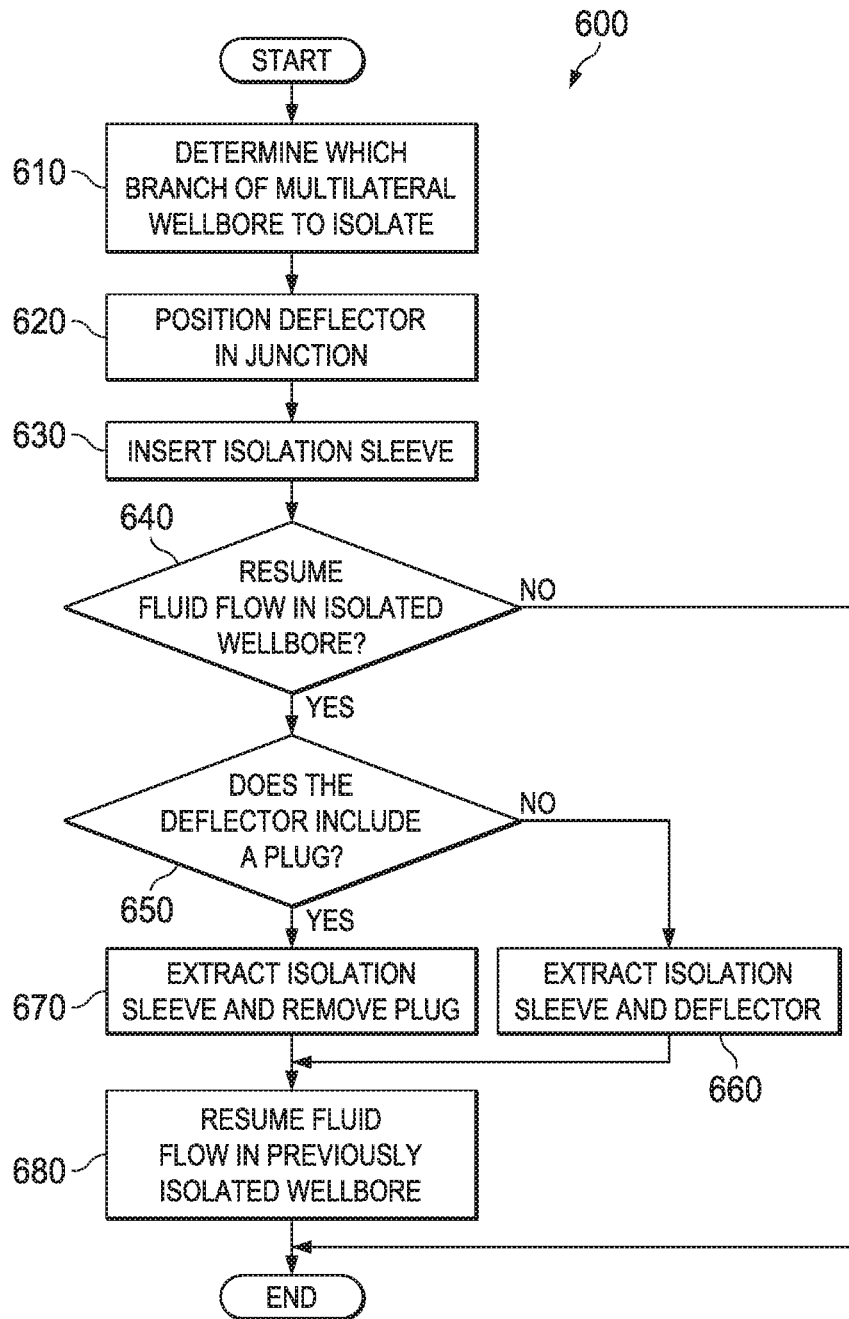 600
START
610
DETERMINE WHICH
BRANCH OF MULTILATERAL
WELLBORE TO ISOLATE
620
POSITION DEFLECTOR
IN JUNCTION
630
INSERT ISOLATION SLEEVE
640
RESUME
FLUID FLOW IN ISOLATED
WELLBORE?
NO
YES
DOES THE
DEFLECTOR INCLUDE
A PLUG?
NO
650
YES
670
EXTRACT ISOLATION
SLEEVE AND REMOVE PLUG
EXTRACT ISOLATION
SLEEVE AND DEFLECTOR
660
680
RESUME FLUID
FLOW IN PREVIOUSLY
ISOLATED WELLBORE
END